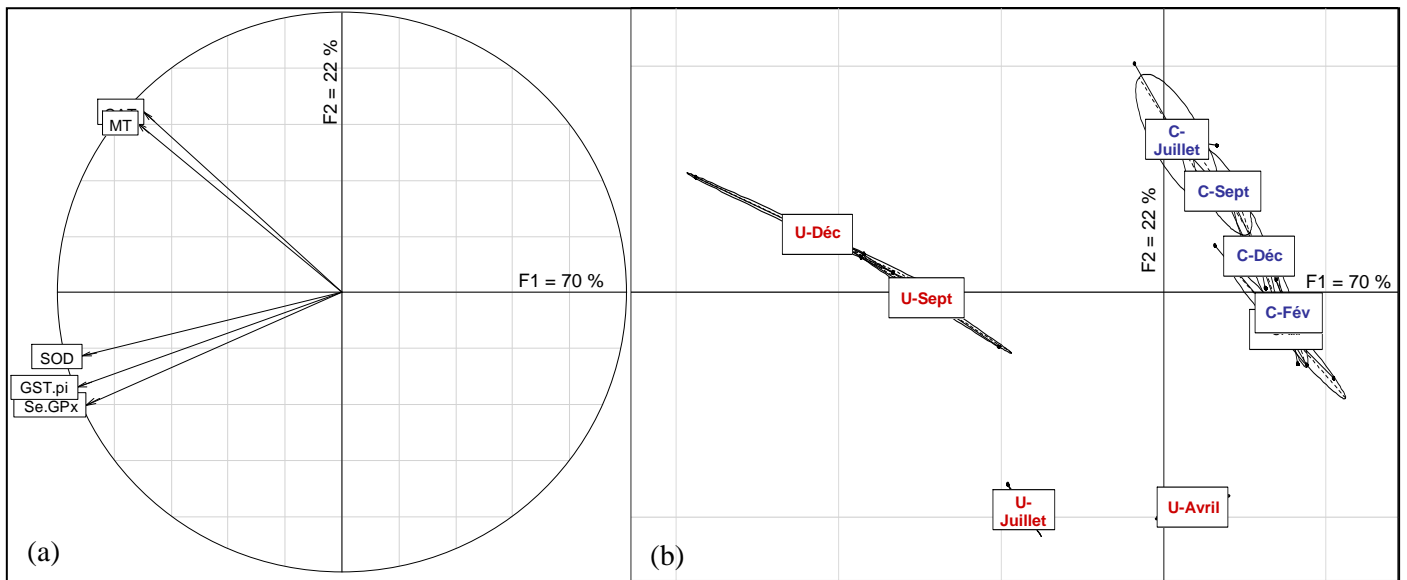 F2 = 22 %
MT
F1 = 70 %
SOD
GST.pi
Se.GPx
(a)
C-
Juillet
F2 = 22 %
C-Sept
U-Déc
C-Déc
F1 = 70 %
U-Sept
C-Fév
U-
Juillet
U-Avril
(b)